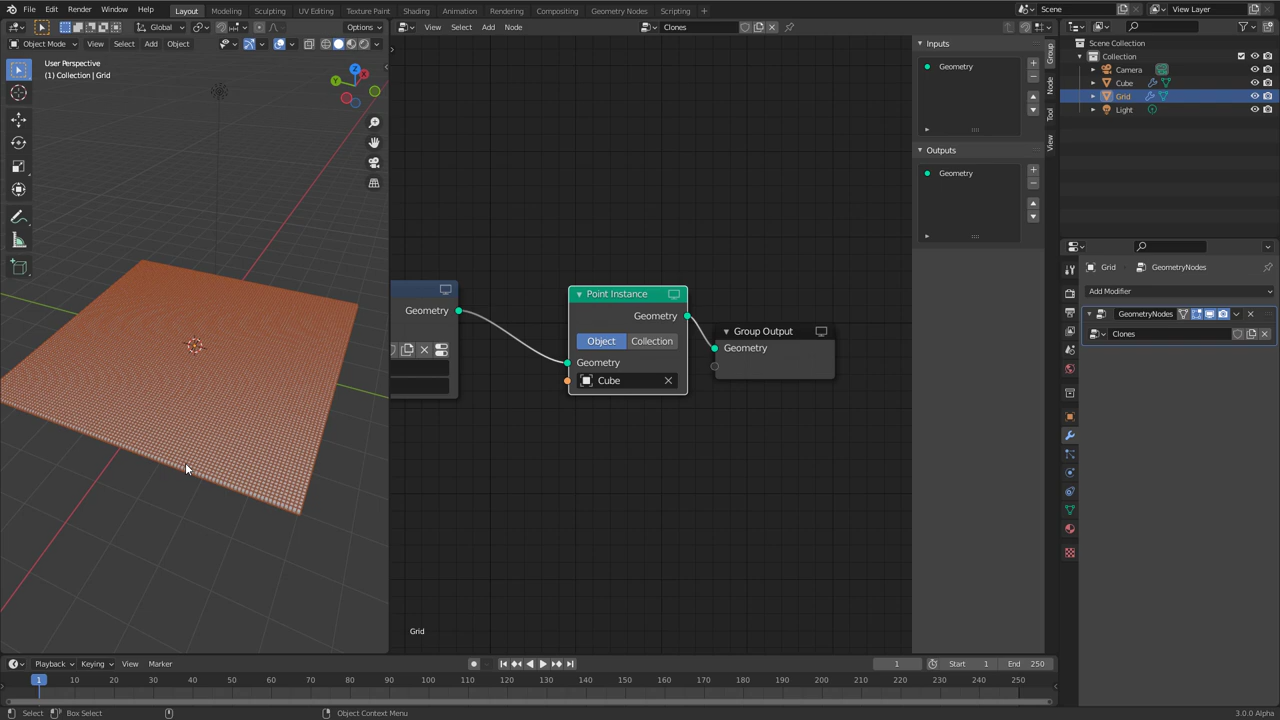 File Edit Render Window Help Layout Modeling Sculpting UV Editing Texture Paint Shading Animation Rendering Compositing Geometry Nodes Scripting + Scene View Layer
Global Options View Select Add Node Clones
Object Mode View Select Add Object
User Perspective
(1) Collection | Grid
Z
X
Y
Inputs
Geometry
Outputs
Geometry
Group
Node
Tool
View
Scene Collection
Collection
Camera
Cube
Grid
Light
Grid GeometryNodes
Add Modifier
GeometryNodes
Clones
Geometry
Point Instance
Geometry
Object Collection
Geometry
Cube
Group Output
Geometry
Grid
Playback Keying View Marker 1 Start 1 End 250
1 10 20 30 40 50 60 70 80 90 100 110 120 130 140 150 160 170 180 190 200 210 220 230 240 250
Select Box Select Object Context Menu 3.0.0 Alpha